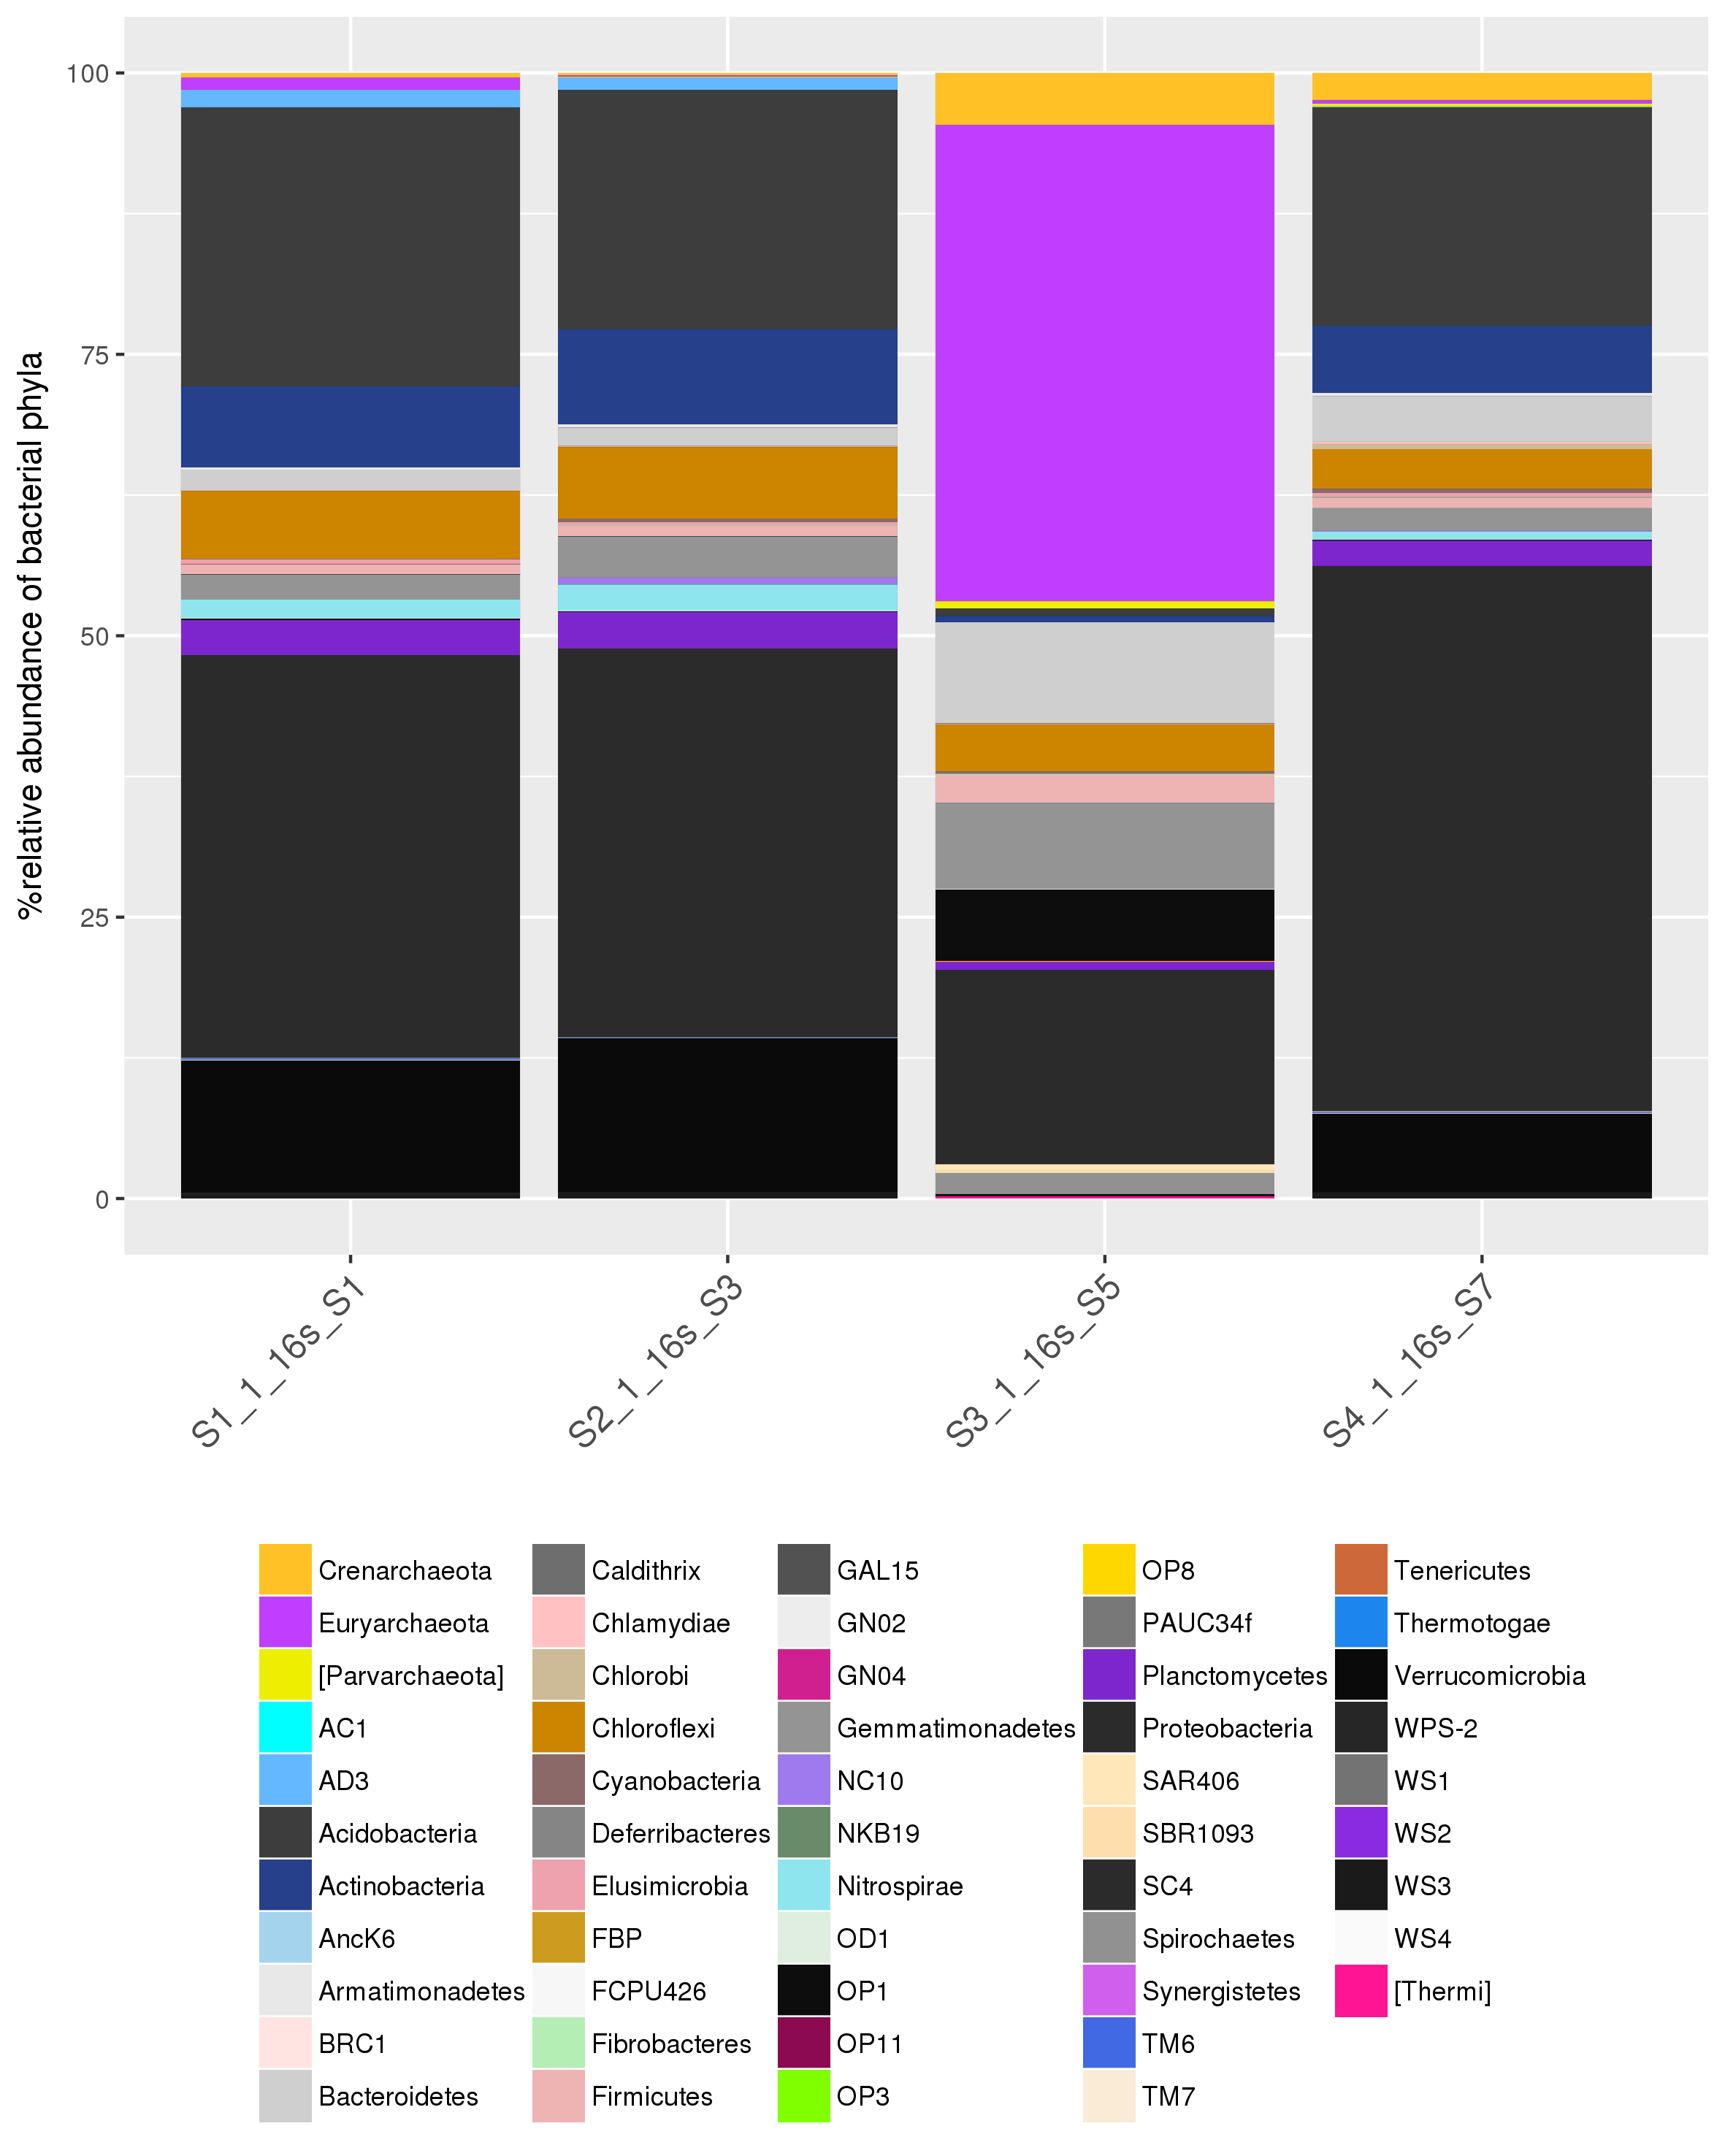 %relative abundance of bacterial phyla
100
75
50
25
0
S1_1_16s_S1
S2_1_16s_S3
S3_1_16s_S5
S4_1_16s_S7
Crenarchaeota
Euryarchaeota
[Parvarchaeota]
AC1
AD3
Acidobacteria
Actinobacteria
AncK6
Armatimonadetes
BRC1
Bacteroidetes
Caldithrix
Chlamydiae
Chlorobi
Chloroflexi
Cyanobacteria
Deferribacteres
Elusimicrobia
FBP
FCPU426
Fibrobacteres
Firmicutes
GAL15
GN02
GN04
Gemmatimonadetes
NC10
NKB19
Nitrospirae
OD1
OP1
OP11
OP3
OP8
PAUC34f
Planctomycetes
Proteobacteria
SAR406
SBR1093
SC4
Spirochaetes
Synergistetes
TM6
TM7
Tenericutes
Thermotogae
Verrucomicrobia
WPS-2
WS1
WS2
WS3
WS4
[Thermi]